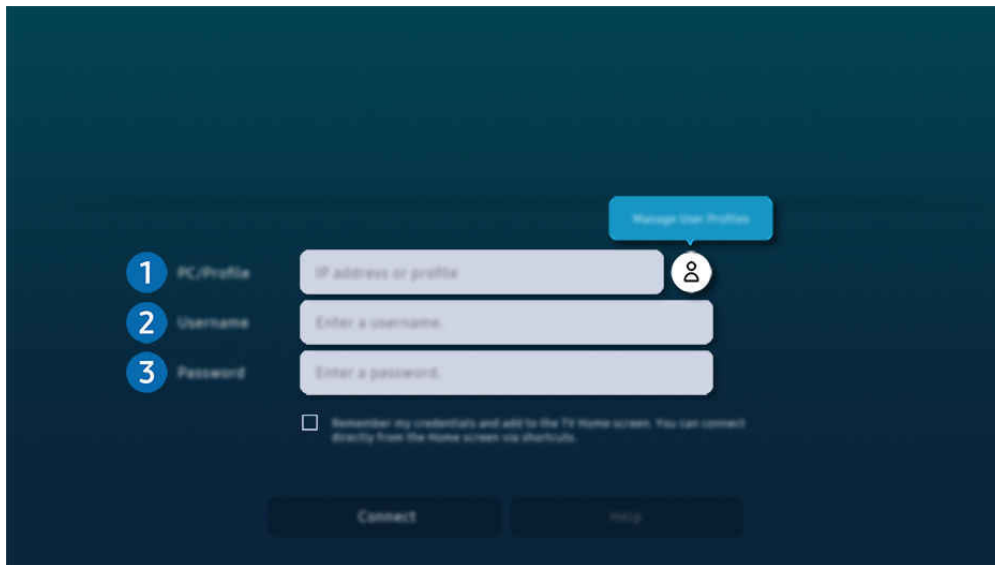 Manage User Profiles
1 PC/Profile IP address or profile
2 Username Enter a username.
3 Password Enter a password.
Remember my credentials and add to the TV Home screen. You can connect
directly from the Home screen via shortcuts.
Connect Help